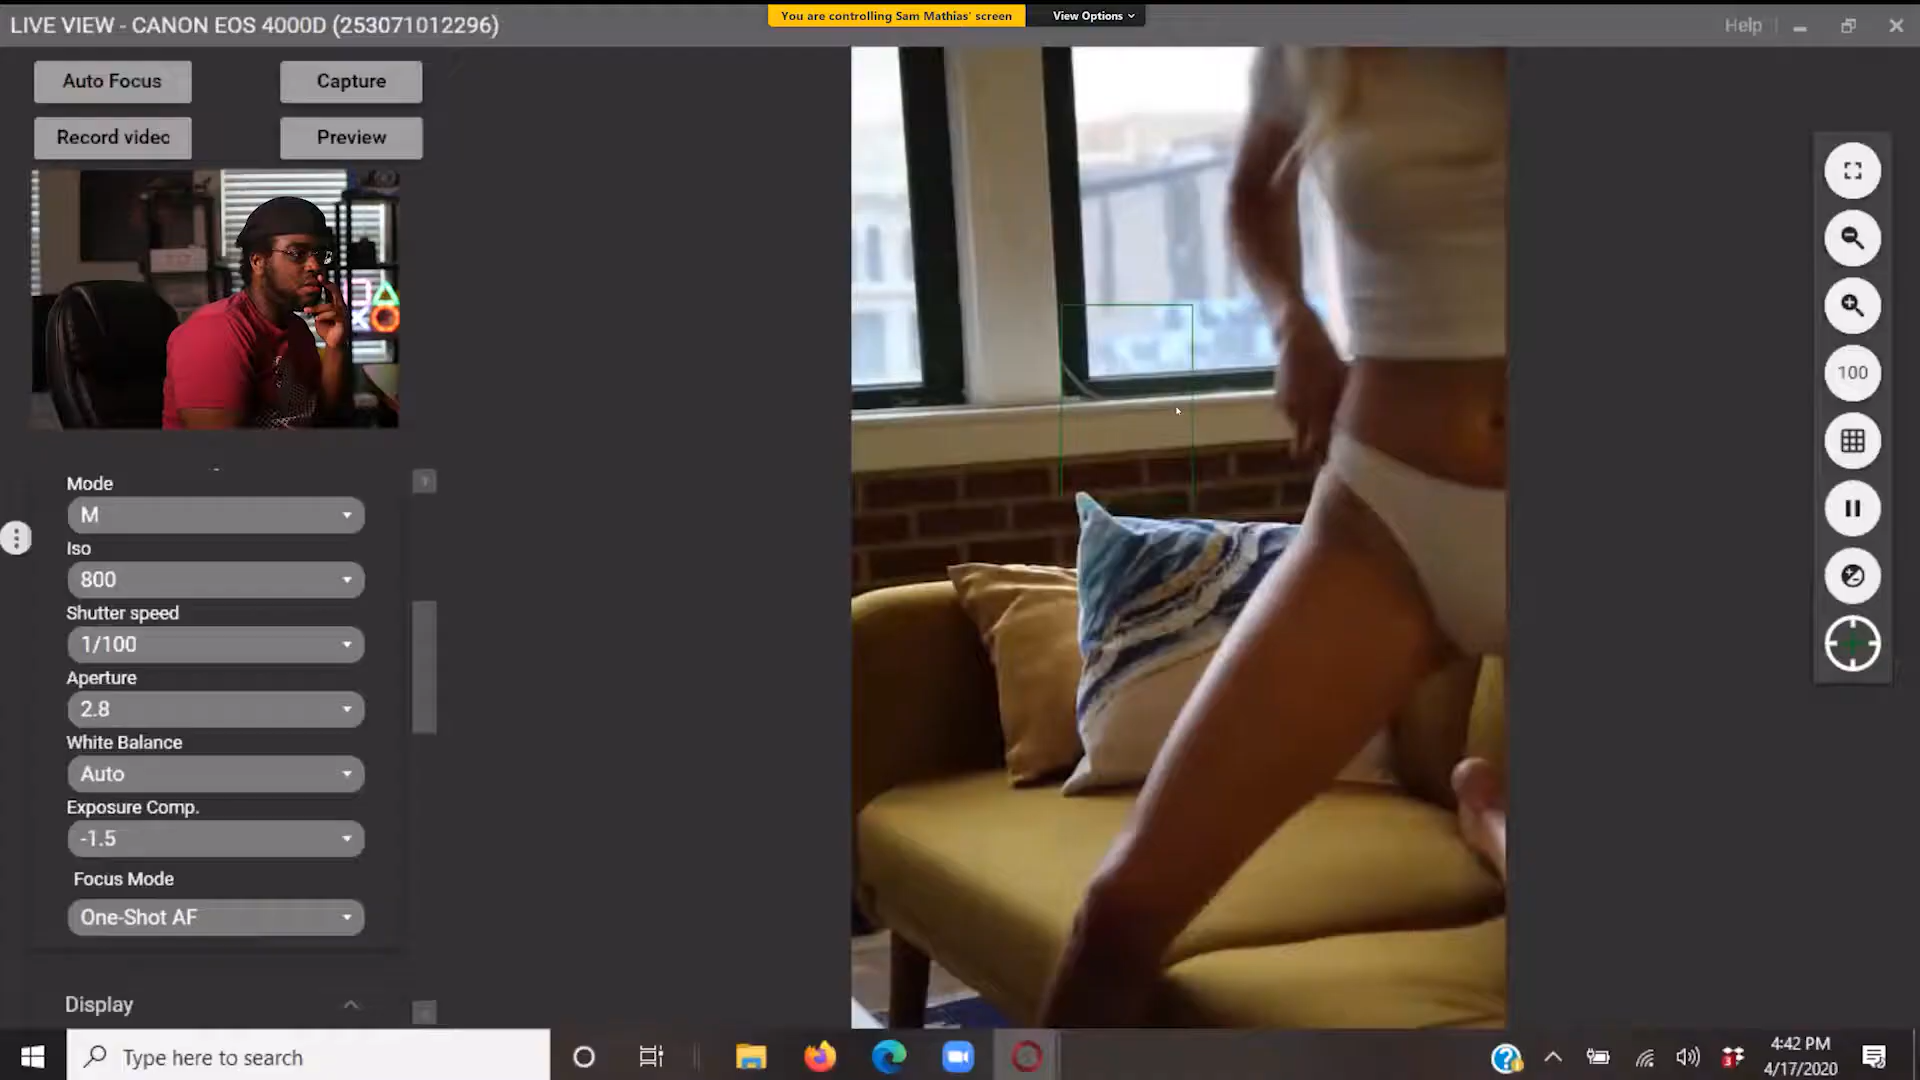 You are controlling Sam Mathias' screen
View Options
LIVE VIEW - CANON EOS 4000D (253071012296)
Help
Auto Focus
Capture
Record video
Preview
100
Mode
M
Iso
800
Shutter speed
1/100
Aperture
2.8
White Balance
Auto
Exposure Comp.
-1.5
Focus Mode
One-Shot AF
Display
Type here to search
4:42 PM
4/17/2020